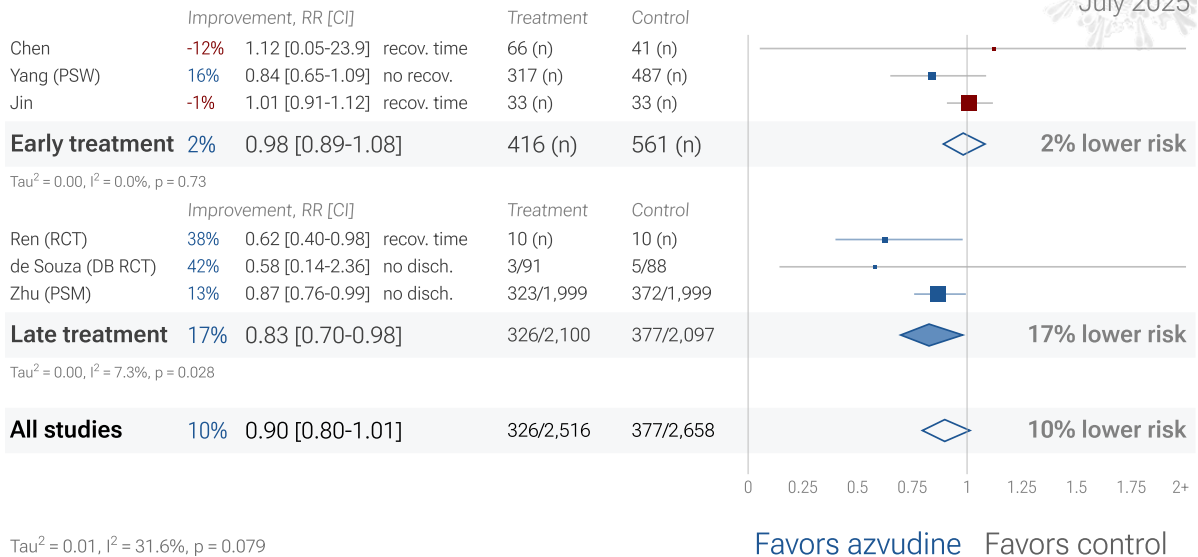 July 2025
Improvement, RR [CI] Treatment Control
Chen -12% 1.12 [0.05-23.9] recov. time 66 (n) 41 (n)
Yang (PSW) 16% 0.84 [0.65-1.09] no recov. 317 (n) 487 (n)
Jin -1% 1.01 [0.91-1.12] recov. time 33 (n) 33 (n)
Early treatment 2% 0.98 [0.89-1.08] 416 (n) 561 (n) 2% lower risk
Tau² = 0.00, I² = 0.0%, p = 0.73
Improvement, RR [CI] Treatment Control
Ren (RCT) 38% 0.62 [0.40-0.98] recov. time 10 (n) 10 (n)
de Souza (DB RCT) 42% 0.58 [0.14-2.36] no disch. 3/91 5/88
Zhu (PSM) 13% 0.87 [0.76-0.99] no disch. 323/1,999 372/1,999
Late treatment 17% 0.83 [0.70-0.98] 326/2,100 377/2,097 17% lower risk
Tau² = 0.00, I² = 7.3%, p = 0.028
All studies 10% 0.90 [0.80-1.01] 326/2,516 377/2,658 10% lower risk
0 0.25 0.5 0.75 1 1.25 1.5 1.75 2+
Tau² = 0.01, I² = 31.6%, p = 0.079 Favors azvudine Favors control